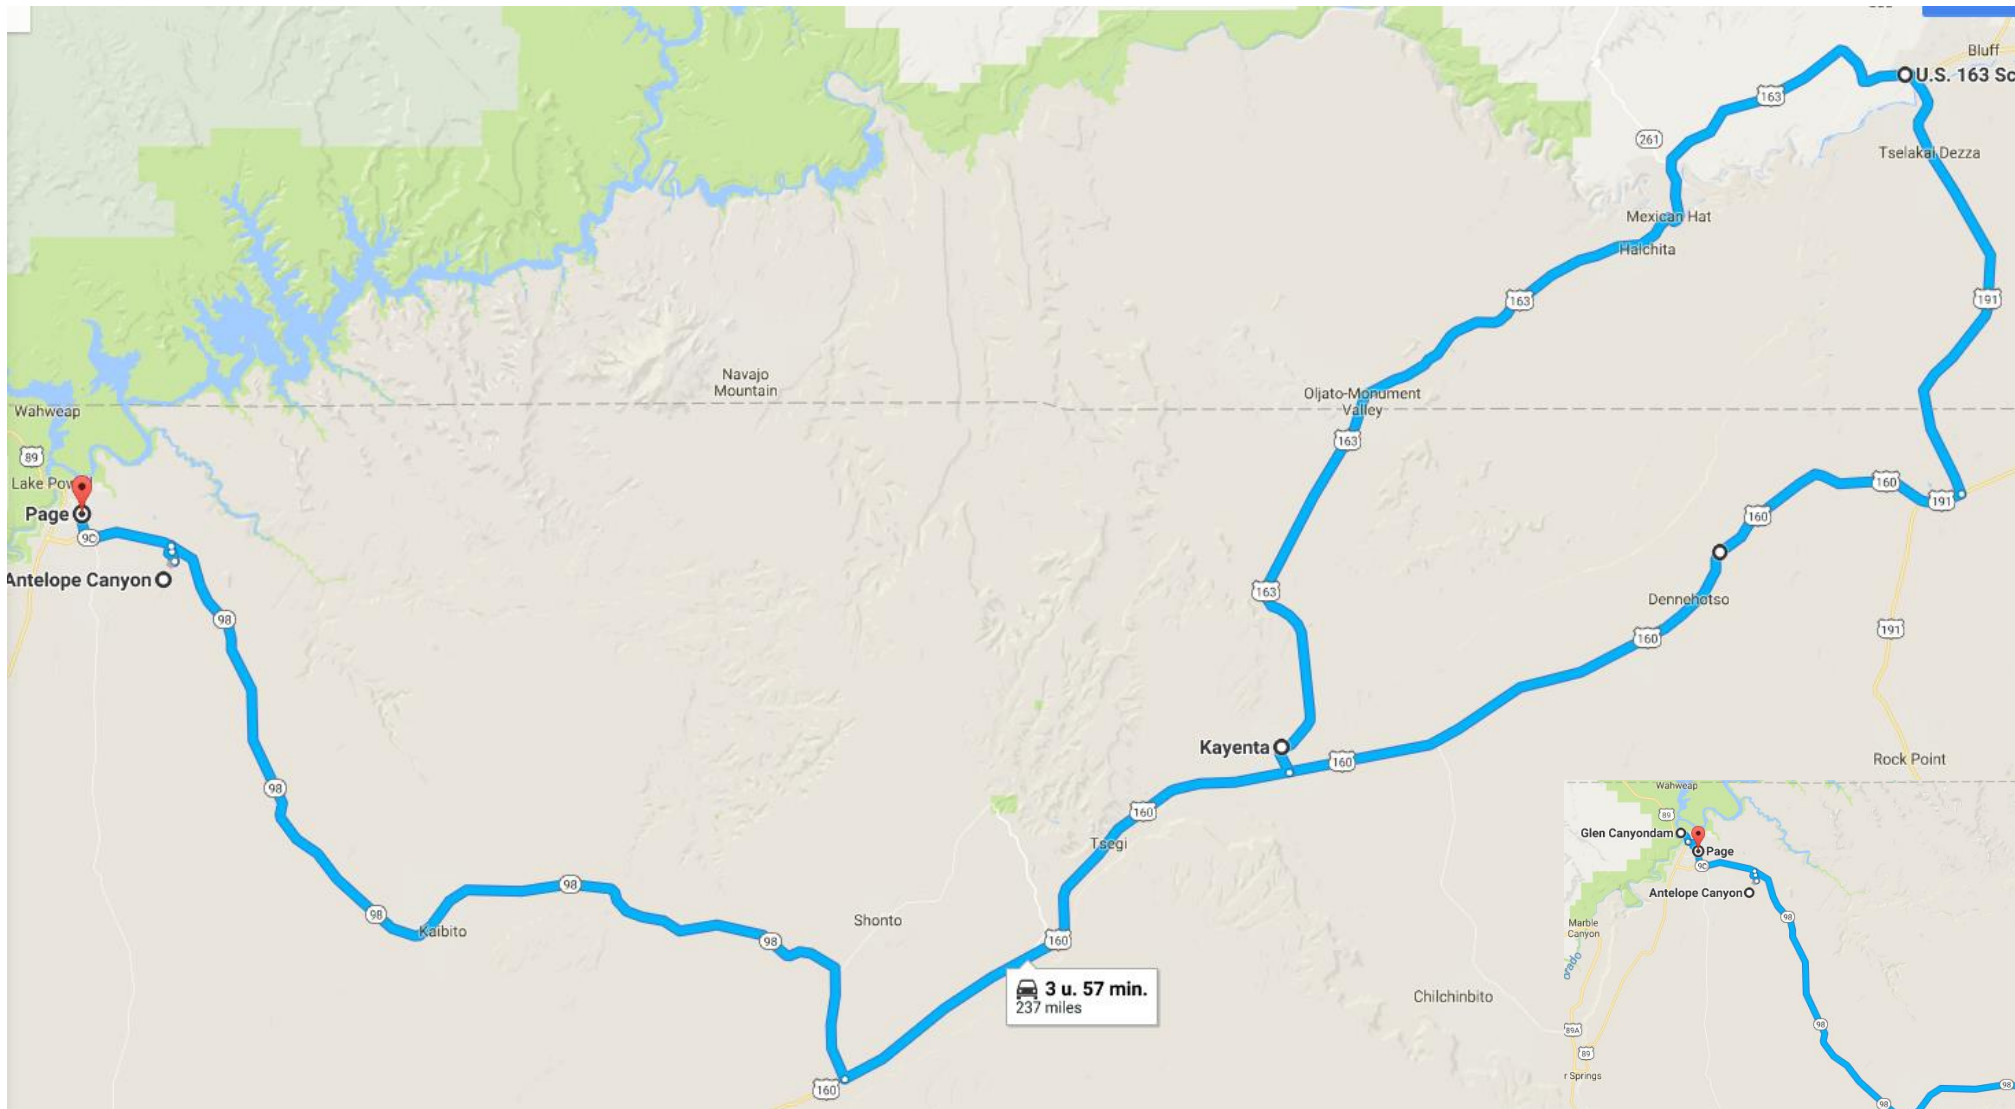 Bluff
U.S. 163 Sc
163
261
Tselakai Dezza
Mexican Hat
Halchita
163
191
Navajo
Mountain
Oljato-Monument
Valley
Wahweap
163
89
Lake Pow l
160
191
Page
160
9C
Antelope Canyon
163
Dennehotso
98
191
160
Kayenta
160
Rock Point
98
160
Tsegi
98
98
Shonto
Kaibito
98
160
3 u. 57 min.
237 miles
Chilchinbito
160
Wahweap
89
Glen Canyondam
Page
9C
Antelope Canyon
98
Marble
Canyon
orado
98
89A
89
r Springs
98
98